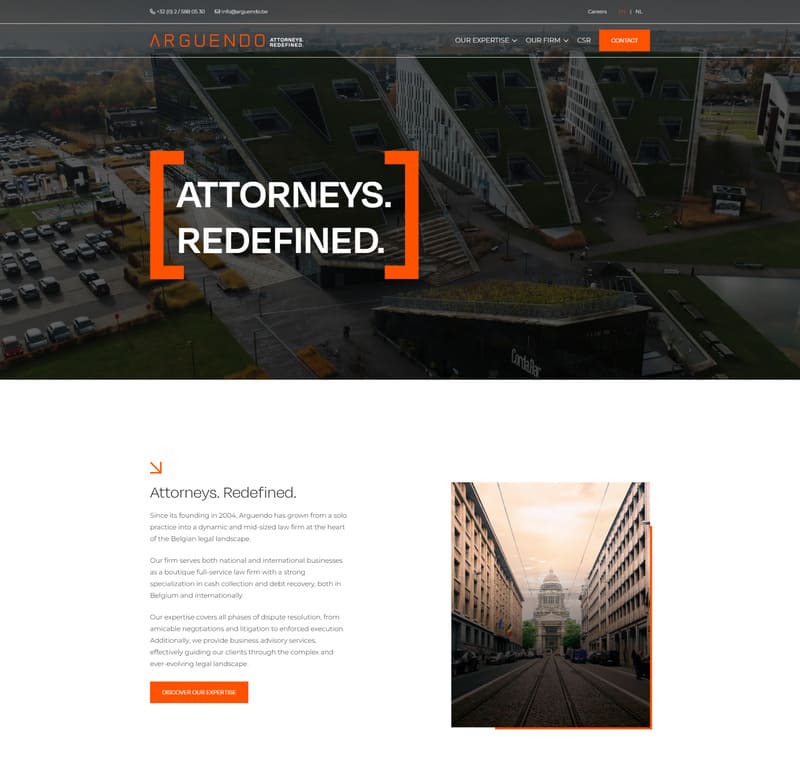 +32 (0) 2 / 588 05 30 info@arguendo.be Careers EN | NL
ARGUENDO ATTORNEYS. REDEFINED. OUR EXPERTISE OUR FIRM CSR CONTACT
ATTORNEYS.
REDEFINED.
CordaBar
Attorneys. Redefined.
Since its founding in 2004, Arguendo has grown from a solo
practice into a dynamic and mid-sized law firm at the heart
of the Belgian legal landscape.
Our firm serves both national and international businesses
as a boutique full-service law firm with a strong
specialization in cash collection and debt recovery, both in
Belgium and internationally.
Our expertise covers all phases of dispute resolution, from
amicable negotiations and litigation to enforced execution.
Additionally, we provide business advisory services,
effectively guiding our clients through the complex and
ever-evolving legal landscape.
DISCOVER OUR EXPERTISE